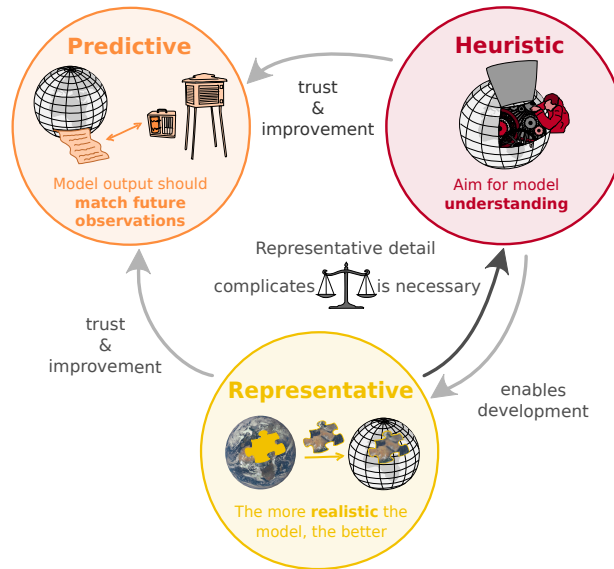 Predictive
Model output should
match future
observations
trust
&
improvement
Heuristic
Aim for model
understanding
Representative detail
complicates is necessary
trust
&
improvement
enables
development
Representative
The more realistic the
model, the better